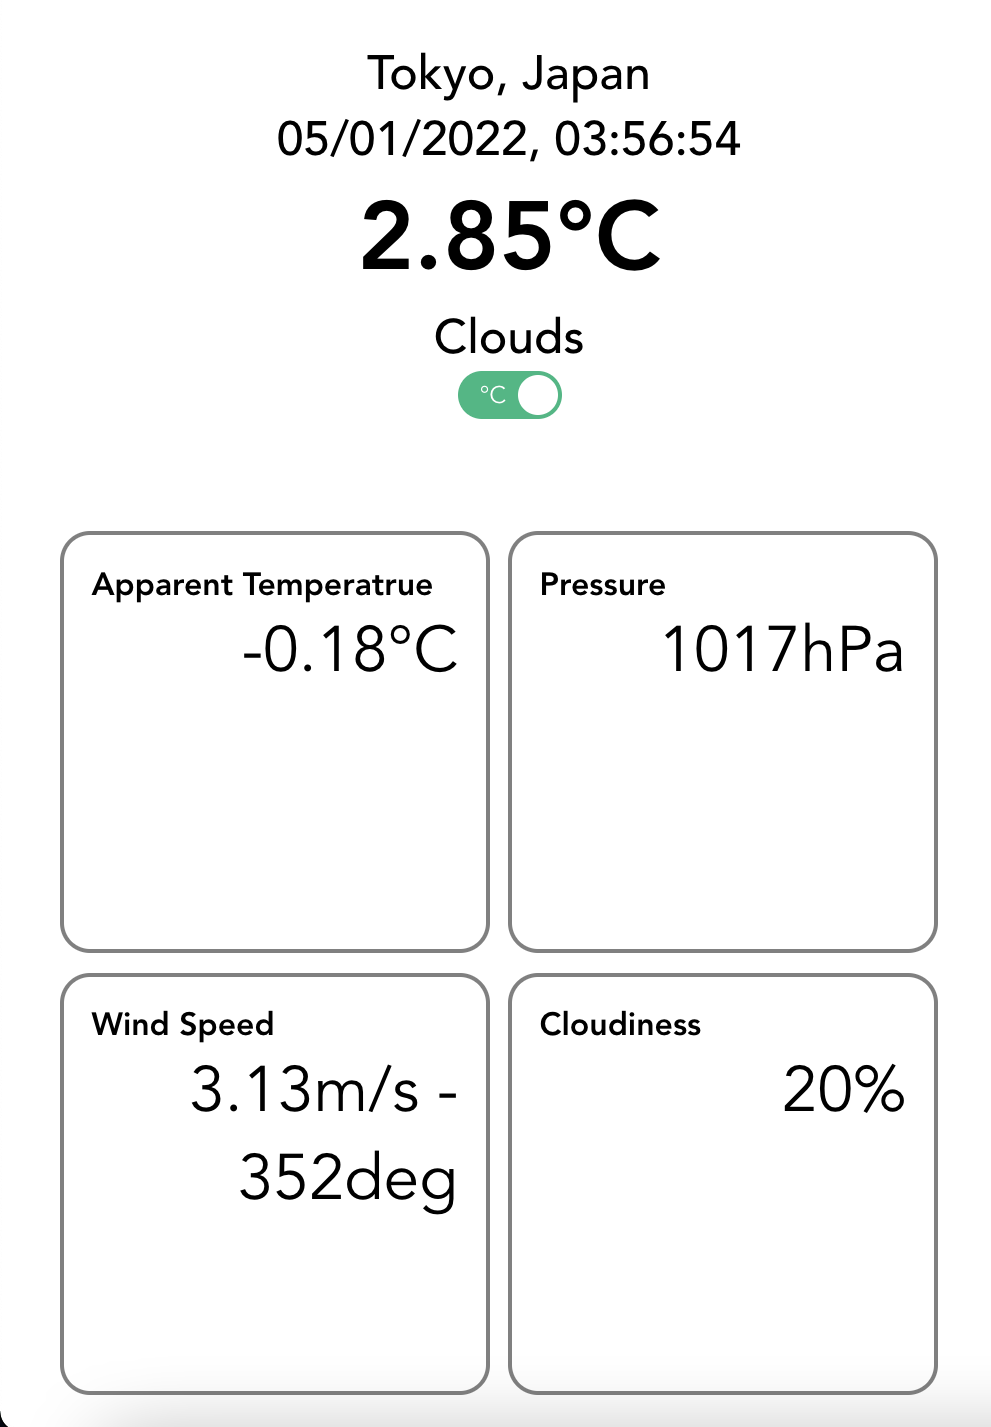 Tokyo, Japan
05/01/2022, 03:56:54
2.85°C
Clouds
°C
Apparent Temperatrue
-0.18°C
Pressure
1017hPa
Wind Speed
3.13m/s -
352deg
Cloudiness
20%